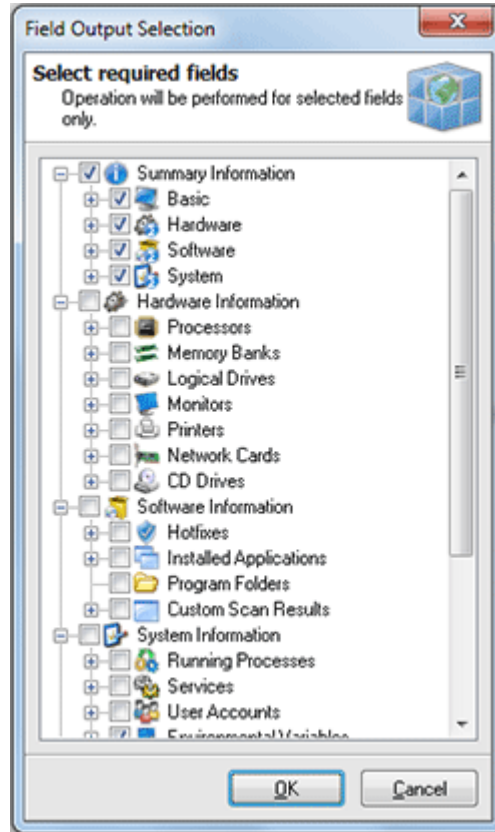 Field Output Selection
Select required fields
Operation will be performed for selected fields
only.
Summary Information
Basic
Hardware
Software
System
Hardware Information
Processors
Memory Banks
Logical Drives
Monitors
Printers
Network Cards
CD Drives
Software Information
Hotfixes
Installed Applications
Program Folders
Custom Scan Results
System Information
Running Processes
Services
User Accounts
Environmental Variables
OK
Cancel